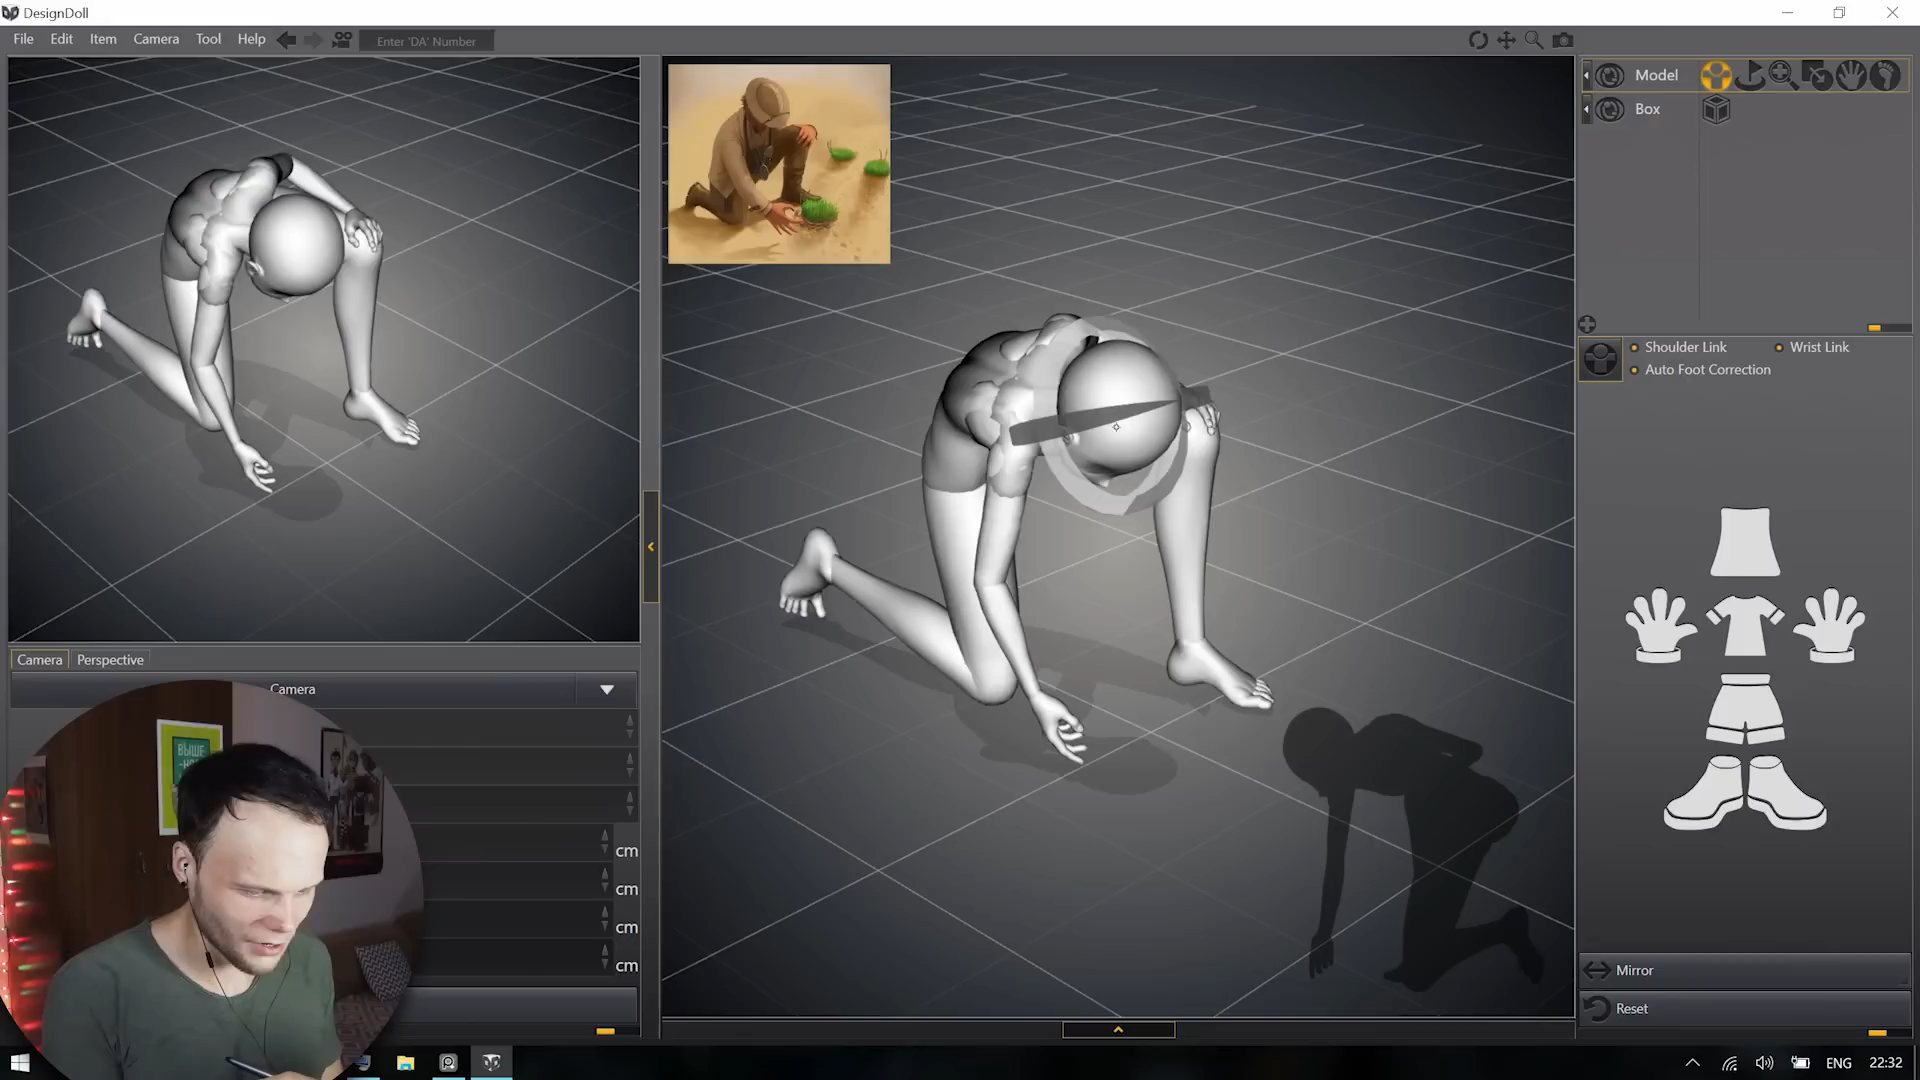 DesignDoll
File Edit Item Camera Tool Help Enter 'DA' Number
Model
Box
Shoulder Link Wrist Link
Auto Foot Correction
Camera Perspective
Camera
cm
cm
cm
cm
ВЫШЕ
Mirror
Reset
ENG 22:32